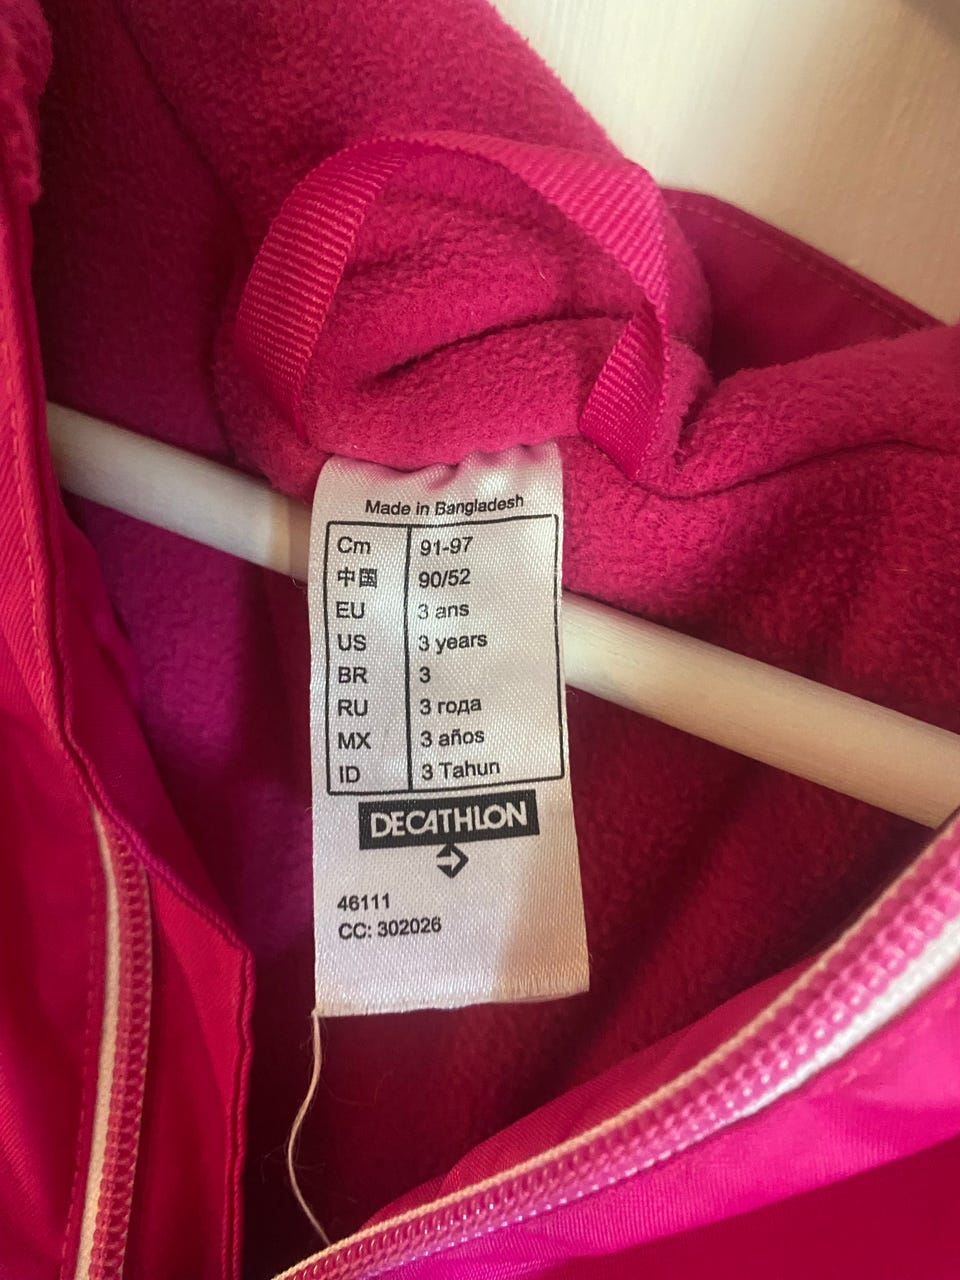 Made in Bangladesh
Cm 91-97
中国 90/52
EU 3 ans
US 3 years
BR 3
RU 3 года
MX 3 años
ID 3 Tahun
DECATHLON
46111
CC: 302026